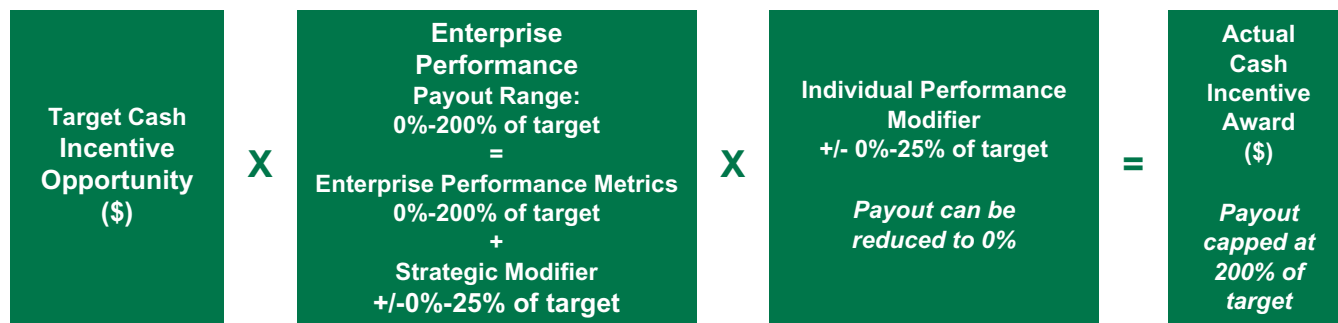 Target Cash
Incentive
Opportunity
($)
X
Enterprise
Performance
Payout Range:
0%-200% of target
=
Enterprise Performance Metrics
0%-200% of target
+
Strategic Modifier
+/-0%-25% of target
X
Individual Performance
Modifier
+/- 0%-25% of target
Payout can be
reduced to 0%
=
Actual
Cash
Incentive
Award
($)
Payout
capped at
200% of
target